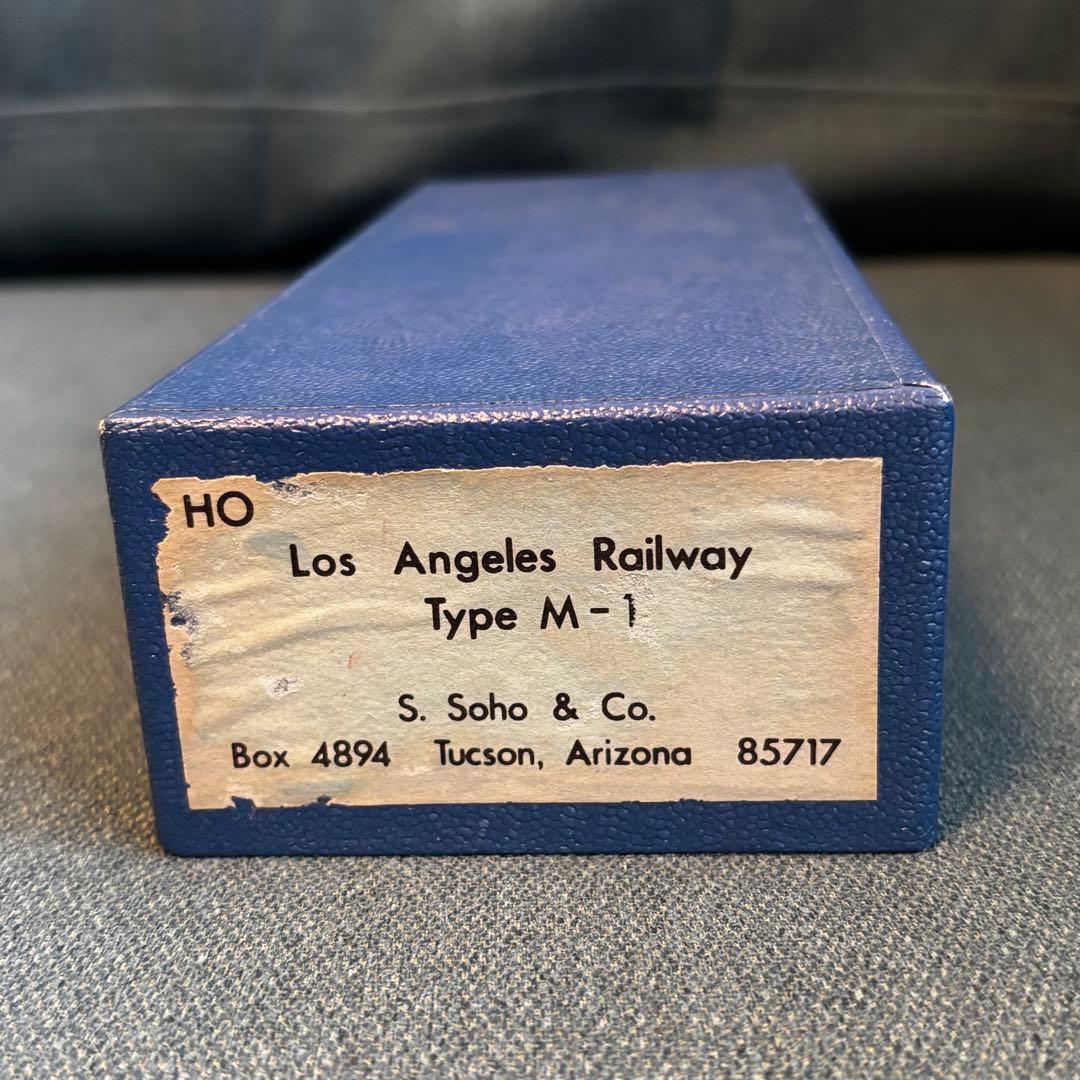 HO
Los Angeles Railway
Type M-1
S. Soho & Co.
Box 4894 Tucson, Arizona 85717